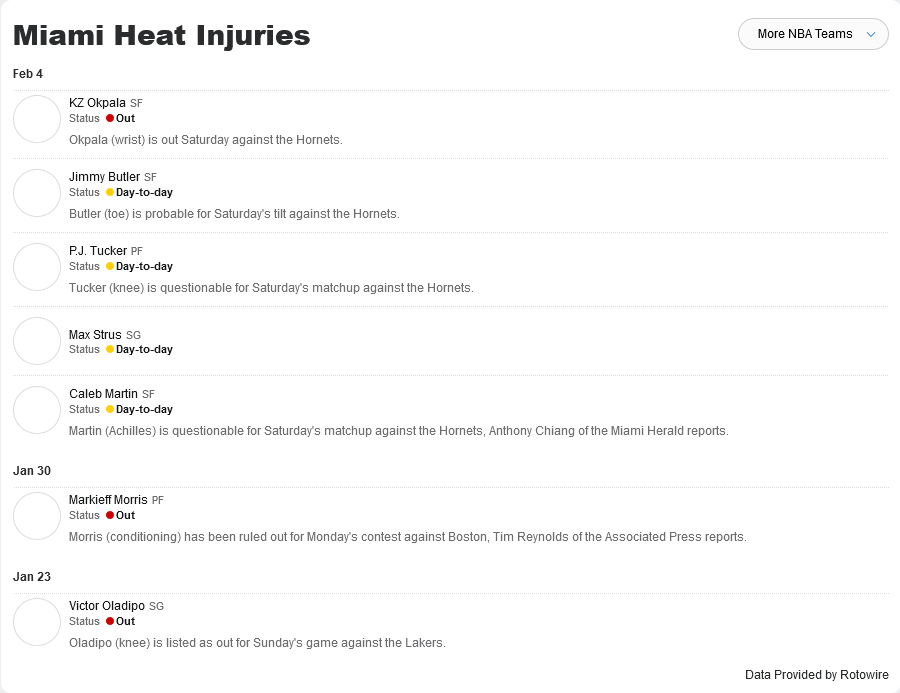 Miami Heat Injuries
More NBA Teams
Feb 4
KZ Okpala SF
Status Out
Okpala (wrist) is out Saturday against the Hornets.
Jimmy Butler SF
Status Day-to-day
Butler (toe) is probable for Saturday's tilt against the Hornets.
P.J. Tucker PF
Status Day-to-day
Tucker (knee) is questionable for Saturday's matchup against the Hornets.
Max Strus SG
Status Day-to-day
Caleb Martin SF
Status Day-to-day
Martin (Achilles) is questionable for Saturday's matchup against the Hornets, Anthony Chiang of the Miami Herald reports.
Jan 30
Markieff Morris PF
Status Out
Morris (conditioning) has been ruled out for Monday's contest against Boston, Tim Reynolds of the Associated Press reports.
Jan 23
Victor Oladipo SG
Status Out
Oladipo (knee) is listed as out for Sunday's game against the Lakers.
Data Provided by Rotowire